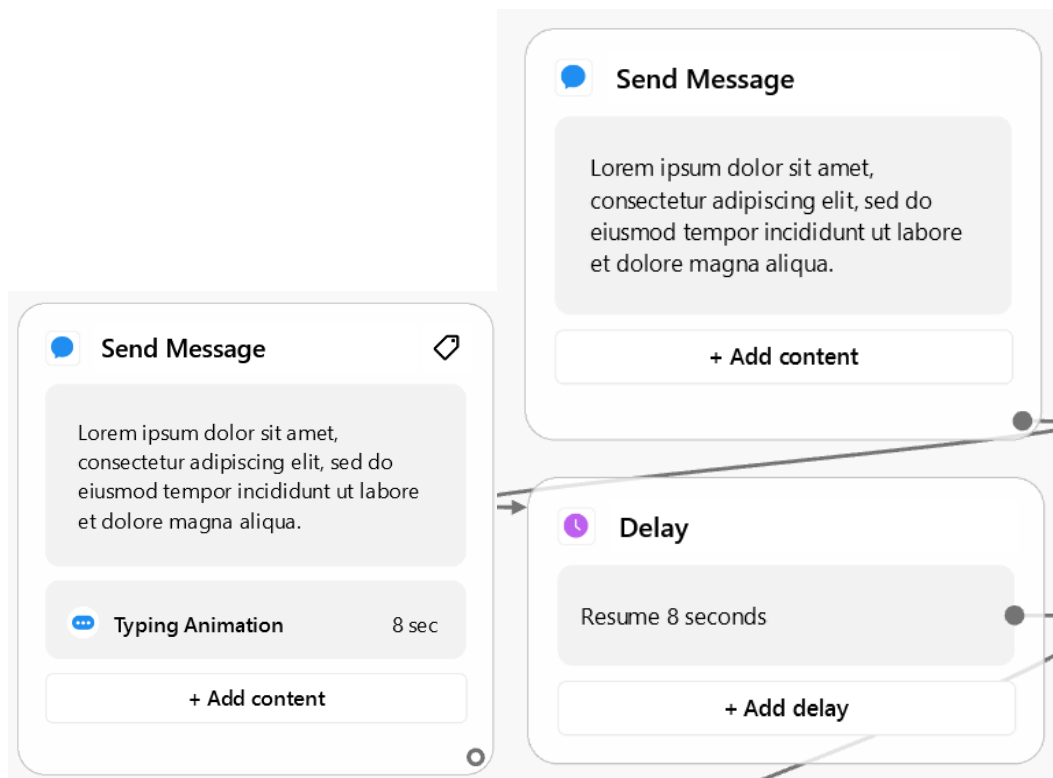 Send Message
Lorem ipsum dolor sit amet,
consectetur adipiscing elit, sed do
eiusmod tempor incididunt ut labore
et dolore magna aliqua.
+ Add content
Send Message
Lorem ipsum dolor sit amet,
consectetur adipiscing elit, sed do
eiusmod tempor incididunt ut labore
et dolore magna aliqua.
Typing Animation 8 sec
+ Add content
Delay
Resume 8 seconds
+ Add delay